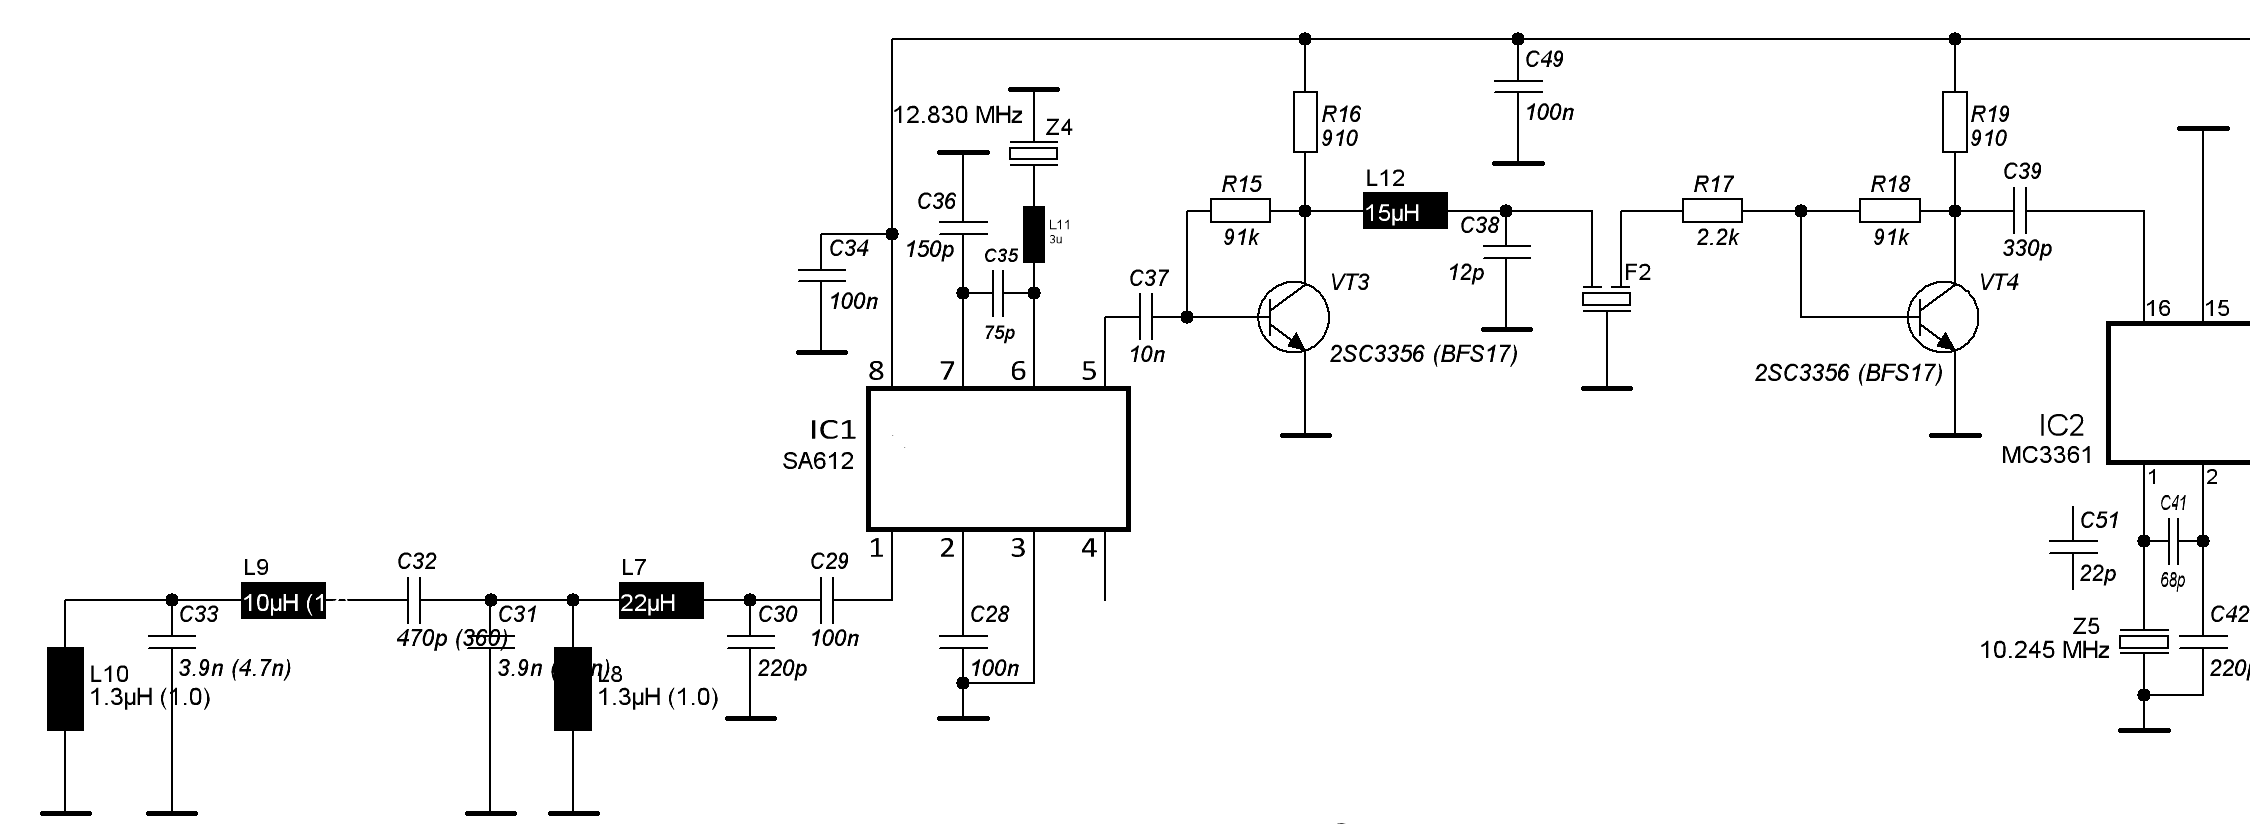 C49
12.830 MHz
Z4
R16
910
100n
R19
910
C36
R15
L12
15µH
C38
R17
R18
C39
L11
3u
C34
150p
C35
91k
2.2k
91k
330p
100n
C37
VT3
12p
F2
VT4
75p
10n
2SC3356 (BFS17)
2SC3356 (BFS17)
16
15
8
7
6
5
IC1
SA612
IC2
MC3361
1
2
3
4
1
2
C41
C51
22p
68p
L9
10µH
C32
L7
22µH
C29
C33
470p (360)
C31
C30
100n
C28
C42
Z5
10.245 MHz
L10
1.3µH (1.0)
3.9n (4.7n)
3.9n
L8
1.3µH (1.0)
220p
100n